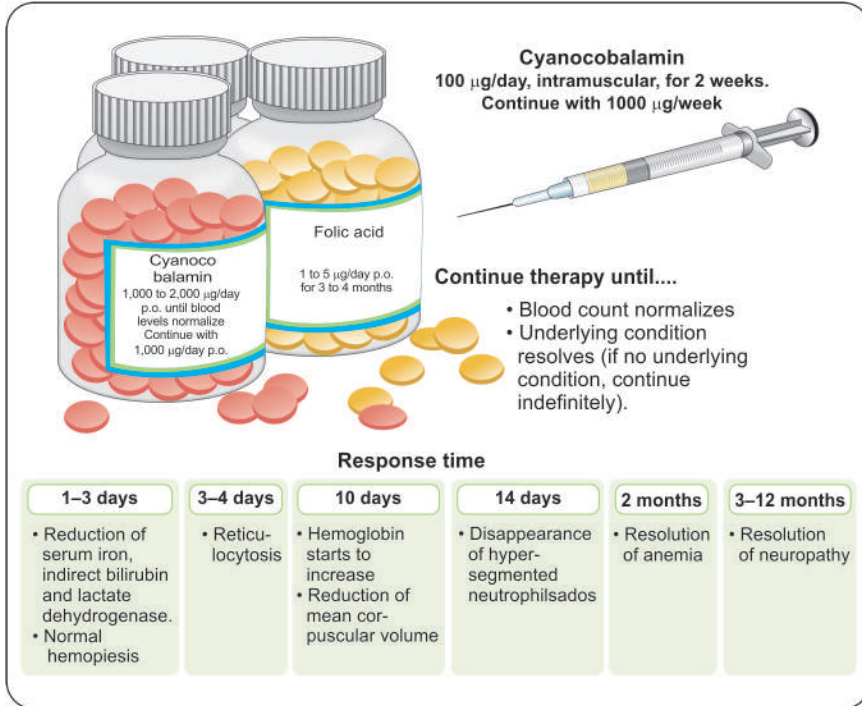 Cyanocobalamin
100 μg/day, intramuscular, for 2 weeks.
Continue with 1000 μg/week
Cyanoco
balamin
1,000 to 2,000 μg/day
p.o. until blood
levels normalize
Continue with
1,000 μg/day p.o.
Folic acid
1 to 5 μg/day p.o.
for 3 to 4 months
Continue therapy until....
• Blood count normalizes
• Underlying condition
resolves (if no underlying
condition, continue
indefinitely).
Response time
1–3 days
• Reduction of
serum iron,
indirect bilirubin
and lactate
dehydrogenase.
• Normal
hemopiesis
3–4 days
• Reticu-
locytosis
10 days
• Hemoglobin
starts to
increase
• Reduction of
mean cor-
puscular volume
14 days
• Disappearance
of hyper-
segmented
neutrophilsados
2 months
• Resolution
of anemia
3–12 months
• Resolution
of neuropathy